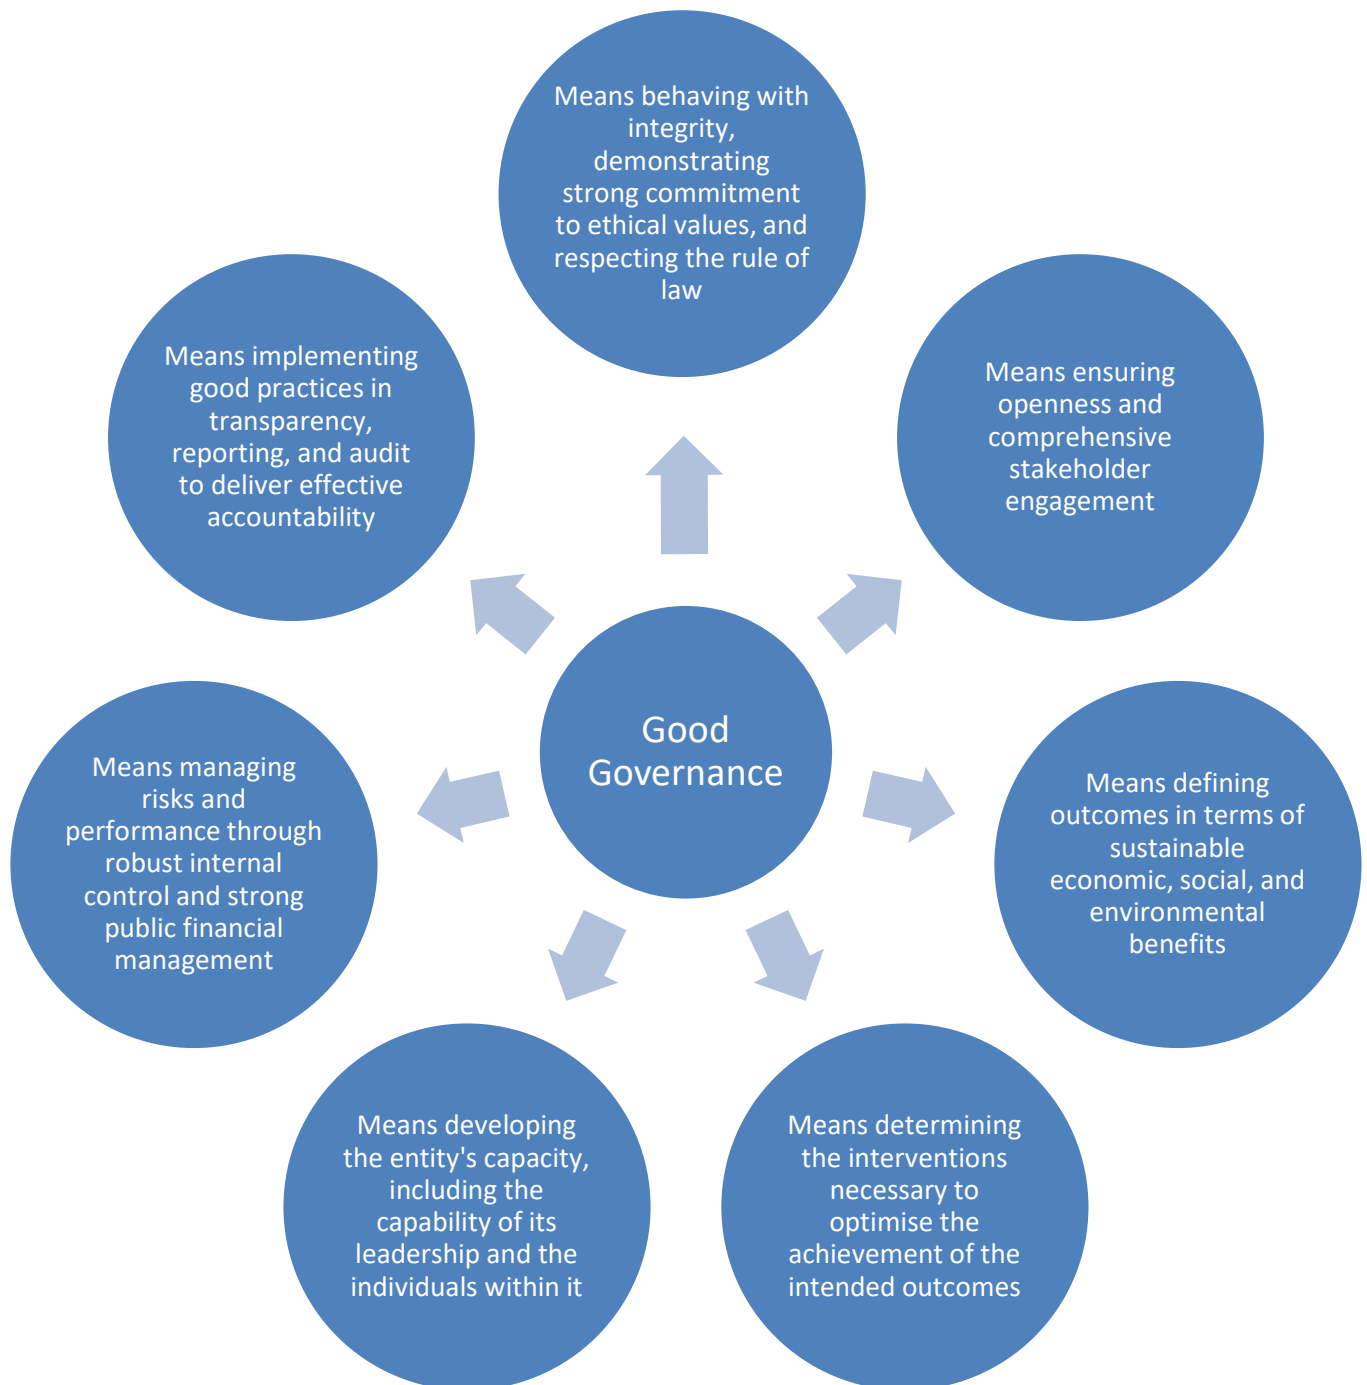 Means behaving with
integrity,
demonstrating
strong commitment
to ethical values, and
respecting the rule of
law
Means ensuring
openness and
comprehensive
stakeholder
engagement
Means defining
outcomes in terms of
sustainable
economic, social, and
environmental
benefits
Means determining
the interventions
necessary to
optimise the
achievement of the
intended outcomes
Means developing
the entity's capacity,
including the
capability of its
leadership and the
individuals within it
Means managing
risks and
performance through
robust internal
control and strong
public financial
management
Means implementing
good practices in
transparency,
reporting, and audit
to deliver effective
accountability
Good
Governance